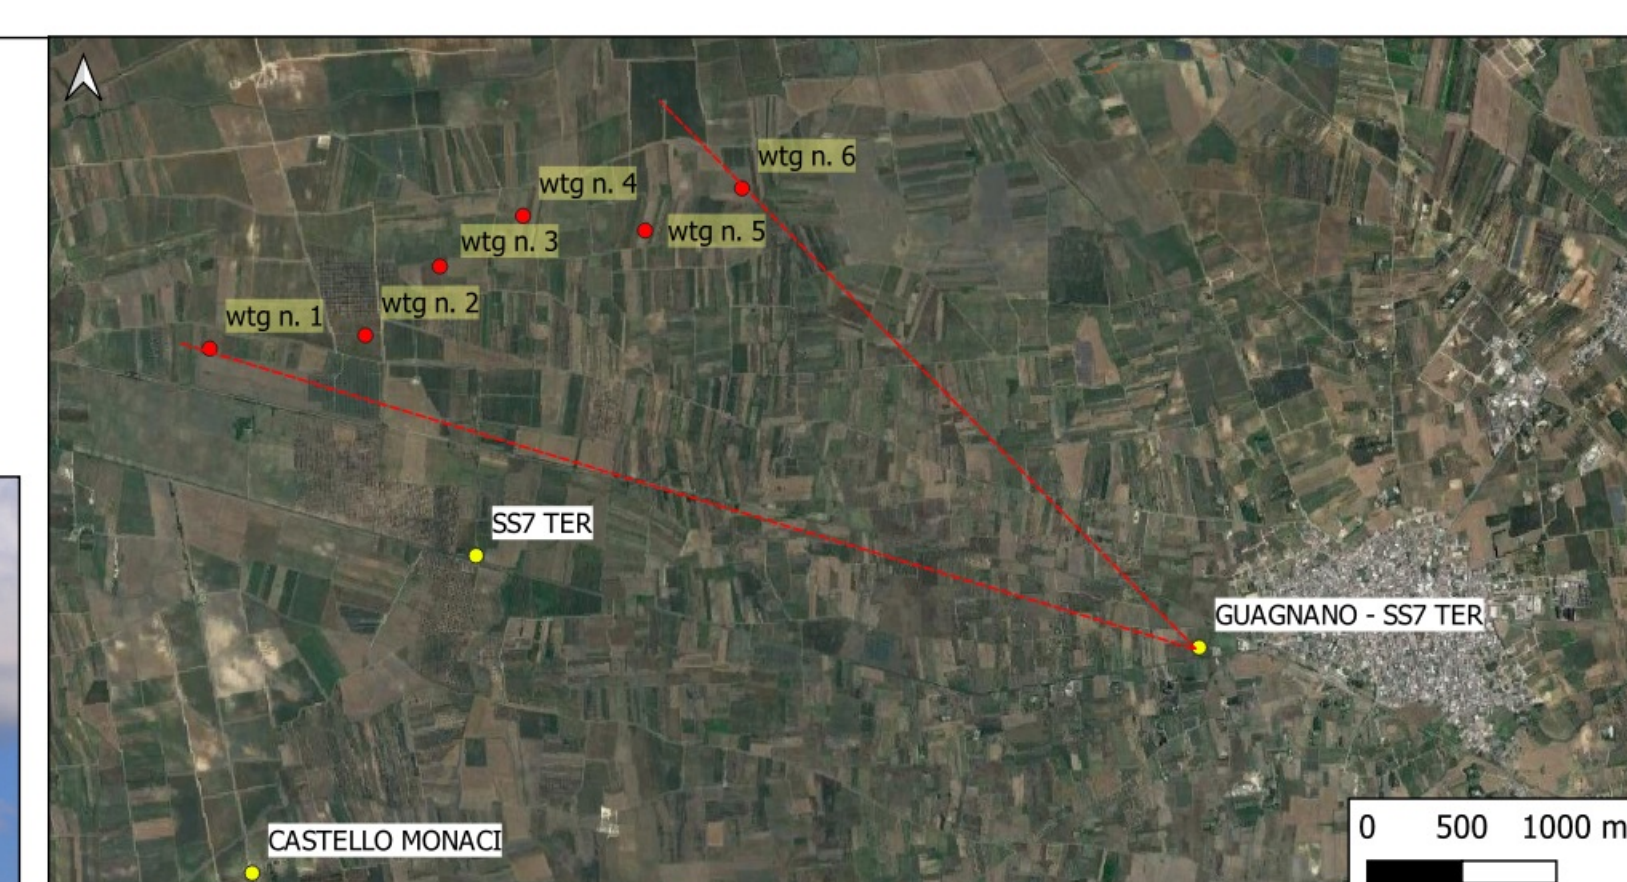 wtg n. 6
wtg n. 4
wtg n. 5
wtg n. 3
wtg n. 2
wtg n. 1
SS7 TER
GUAGNANO - SS7 TER
CASTELLO MONACI
0 500 1000 m